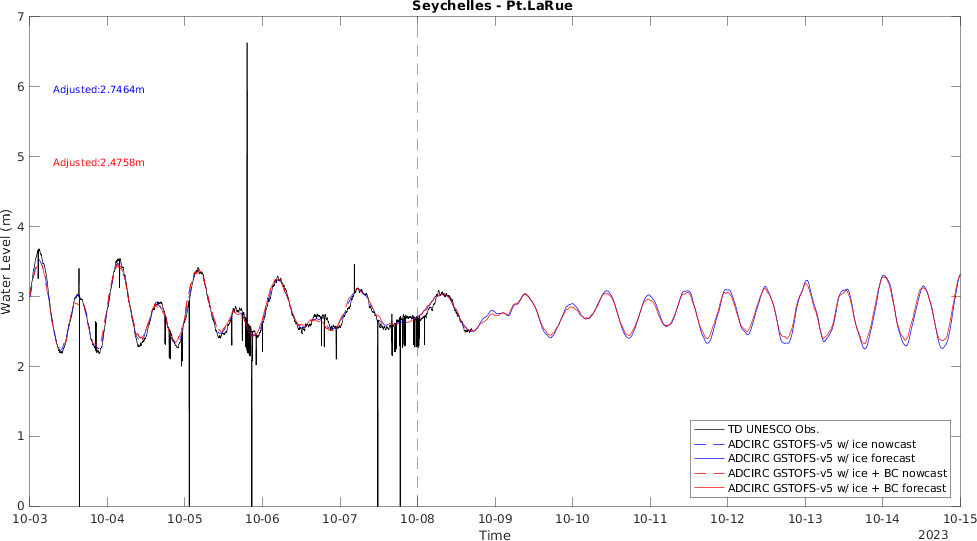 Seychelles - Pt.LaRue
7
6
5
4
3
2
1
0
Water Level (m)
Adjusted:2.7464m
Adjusted:2.4758m
TD UNESCO Obs.
ADCIRC GSTOFS-v5 w/ ice nowcast
ADCIRC GSTOFS-v5 w/ ice forecast
ADCIRC GSTOFS-v5 w/ ice + BC nowcast
ADCIRC GSTOFS-v5 w/ ice + BC forecast
10-03 10-04 10-05 10-06 10-07 10-08 10-09 10-10 10-11 10-12 10-13 10-14 10-15
Time
2023